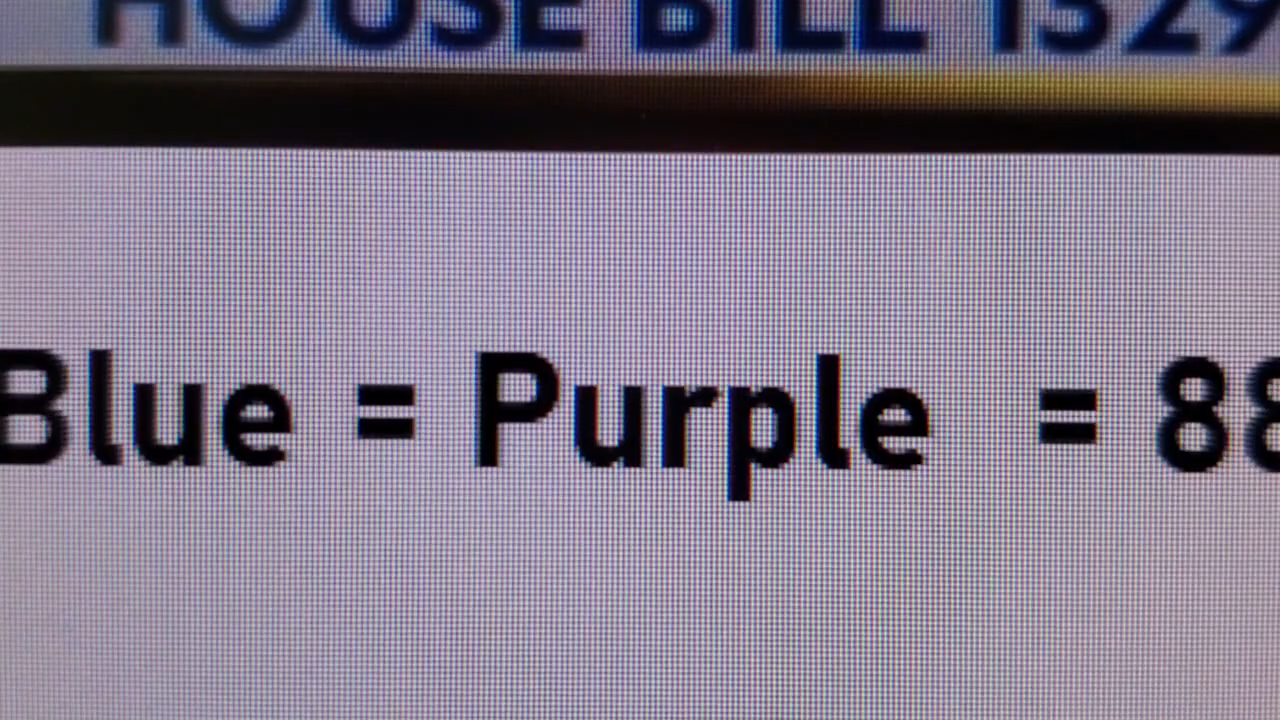 HOUSE BILL 1329
Blue = Purple = 88